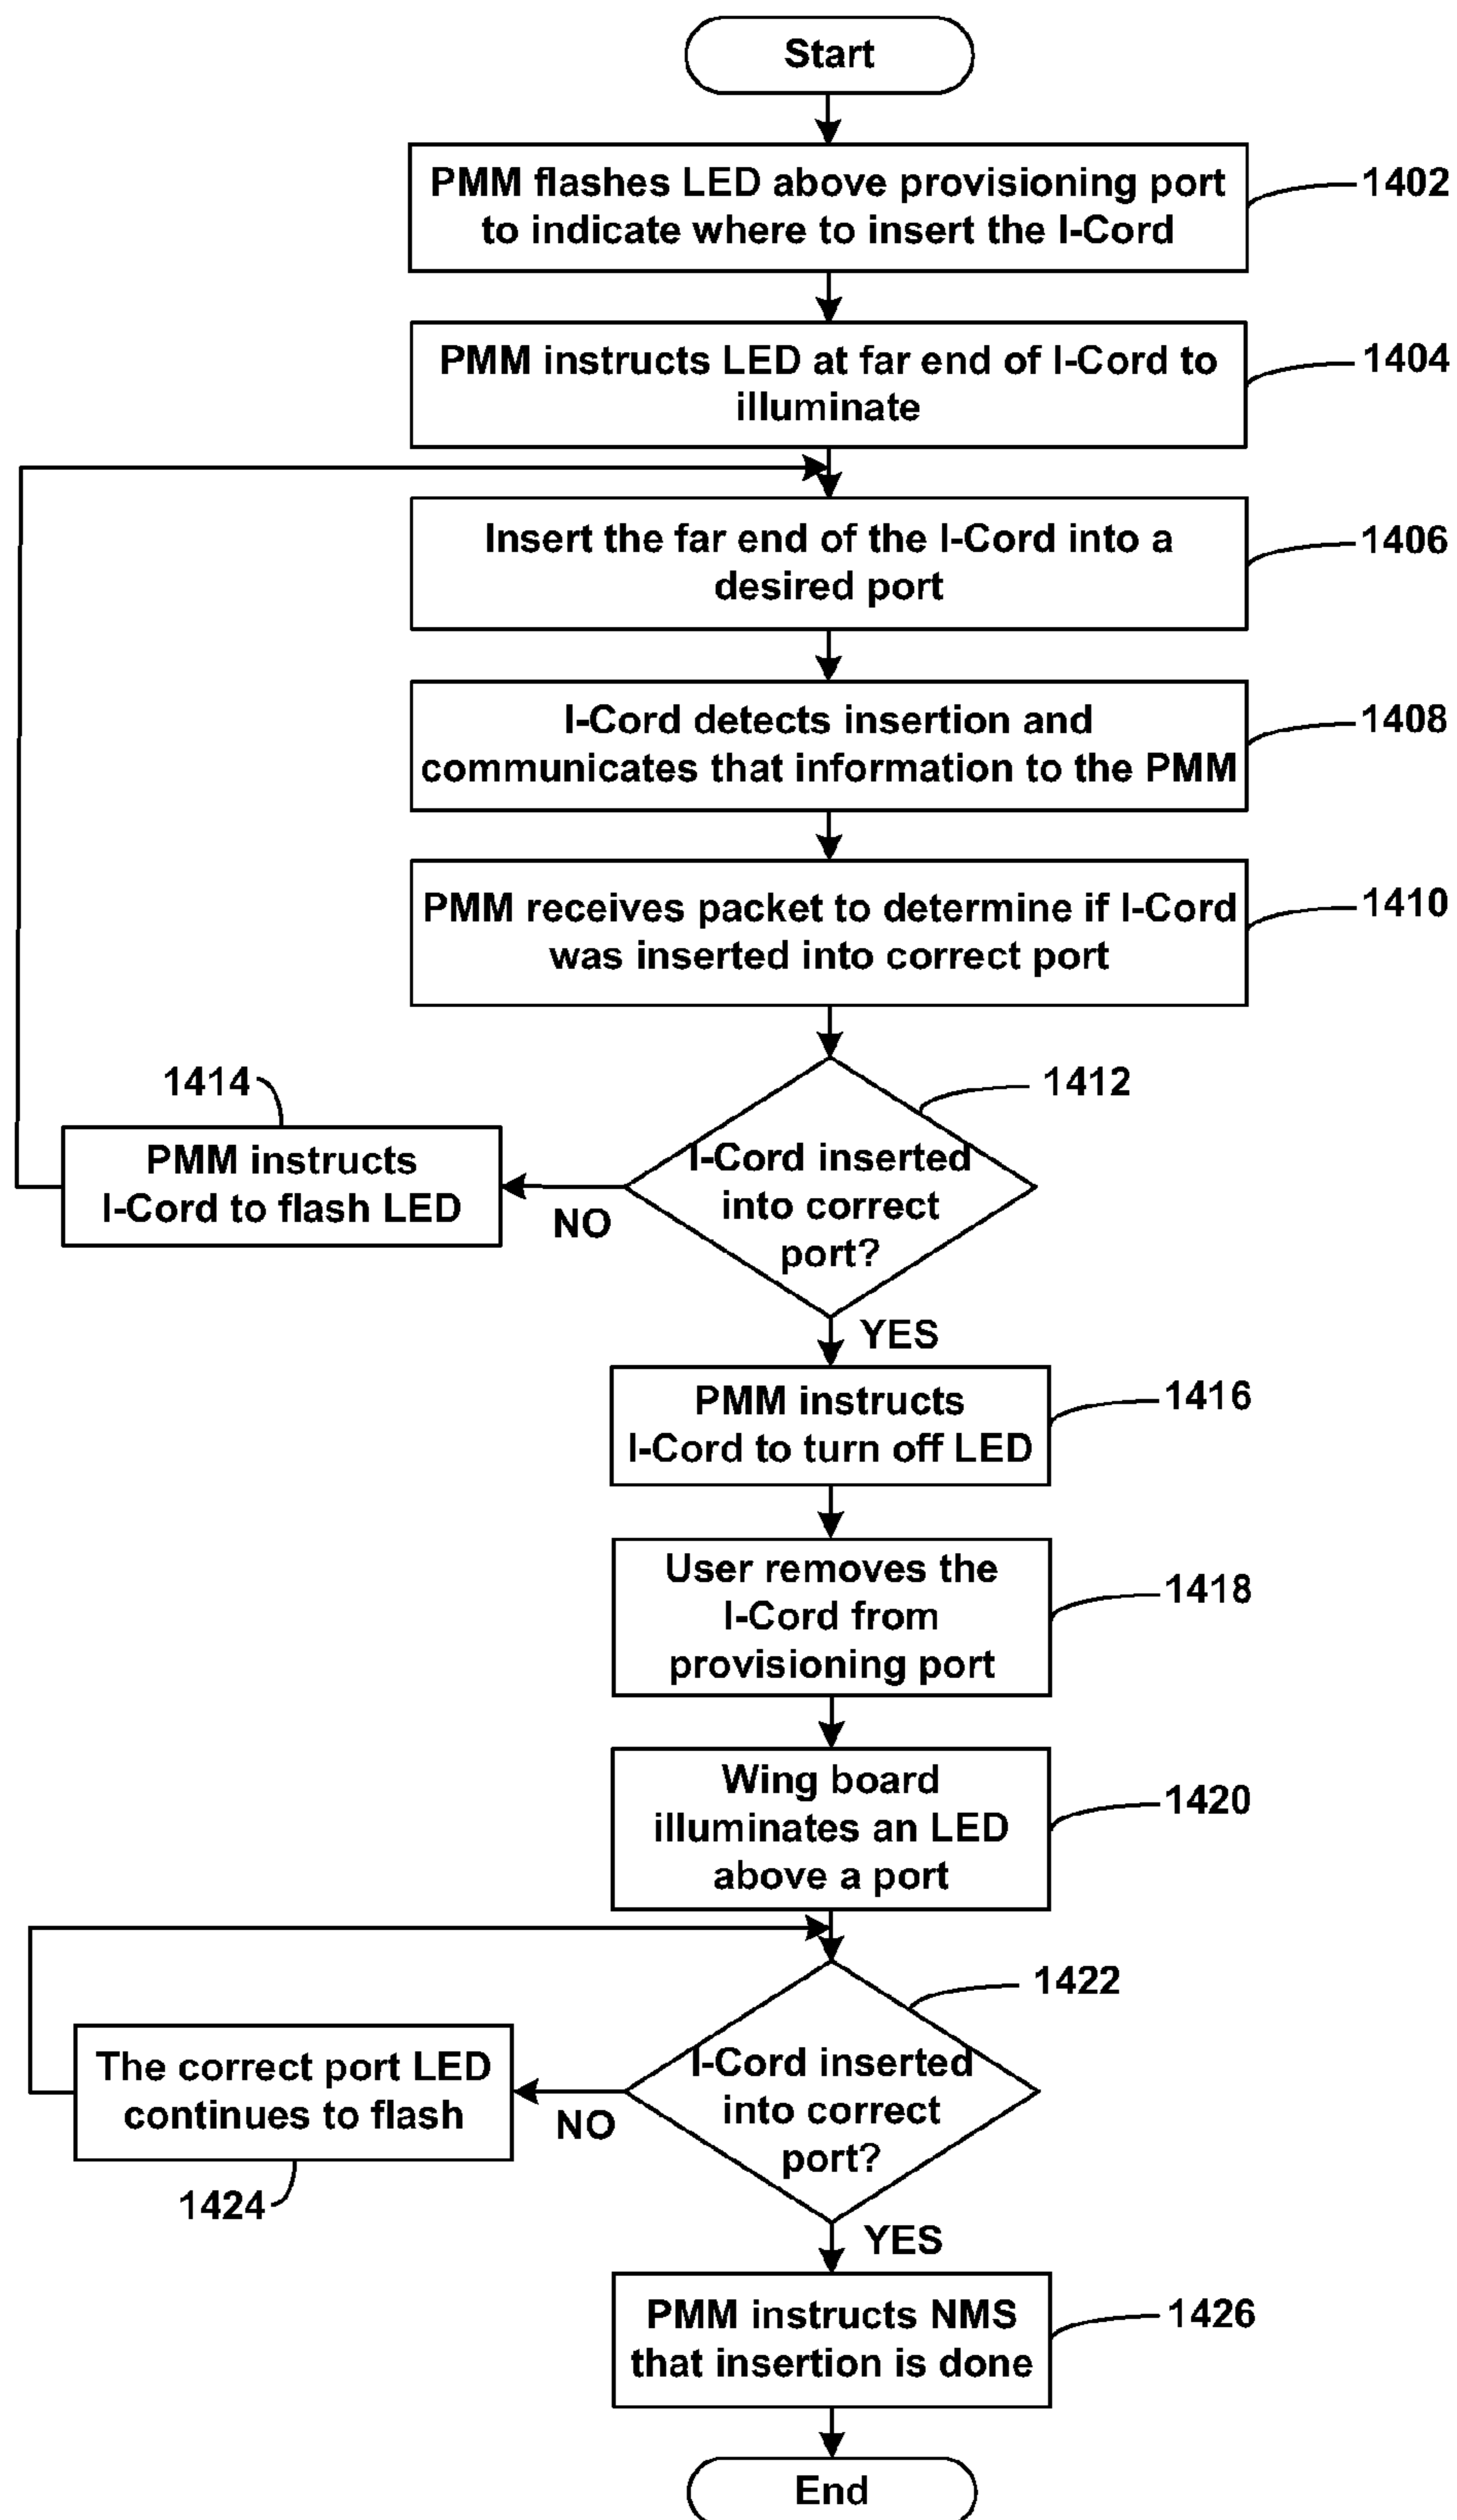 Start
PMM flashes LED above provisioning port
to indicate where to insert the I-Cord
1402
PMM instructs LED at far end of I-Cord to
illuminate
1404
Insert the far end of the I-Cord into a
desired port
1406
I-Cord detects insertion and
communicates that information to the PMM
1408
PMM receives packet to determine if I-Cord
was inserted into correct port
1410
I-Cord inserted
into correct
port?
1412
NO
1414
PMM instructs
I-Cord to flash LED
YES
PMM instructs
I-Cord to turn off LED
1416
User removes the
I-Cord from
provisioning port
1418
Wing board
illuminates an LED
above a port
1420
I-Cord inserted
into correct
port?
1422
NO
The correct port LED
continues to flash
1424
YES
PMM instructs NMS
that insertion is done
1426
End